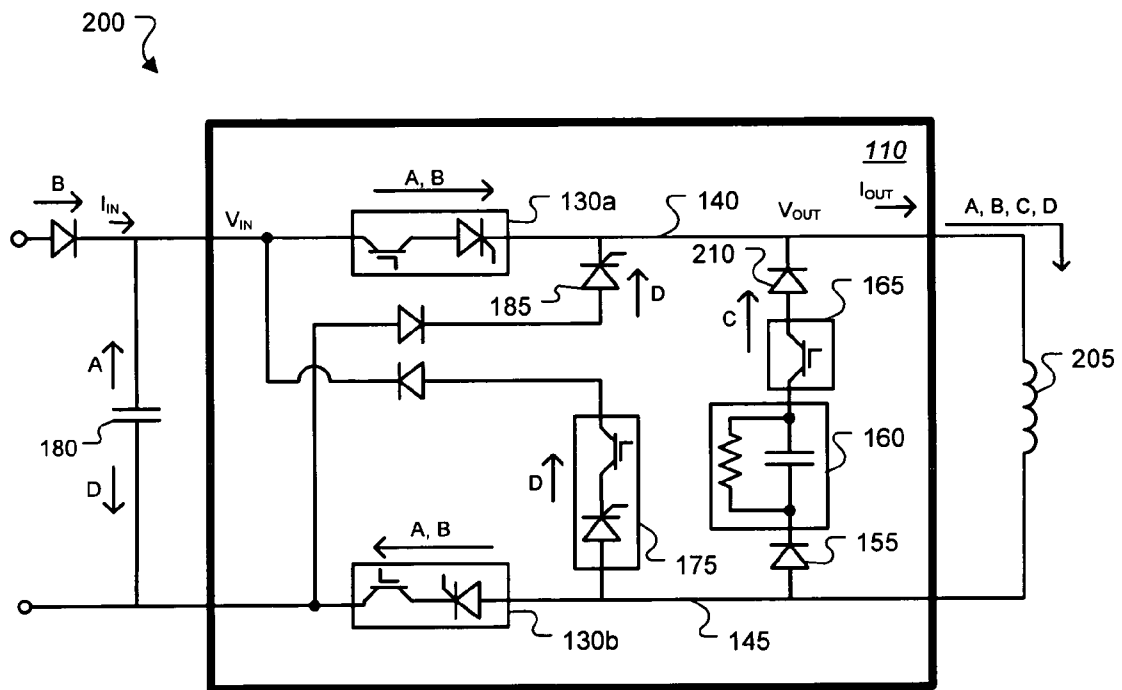 200
110
B
I_IN
V_IN
A, B
130a
140
V_OUT
I_OUT
A, B, C, D
210
165
185
D
C
A
205
180
160
D
D
A, B
175
155
130b
145